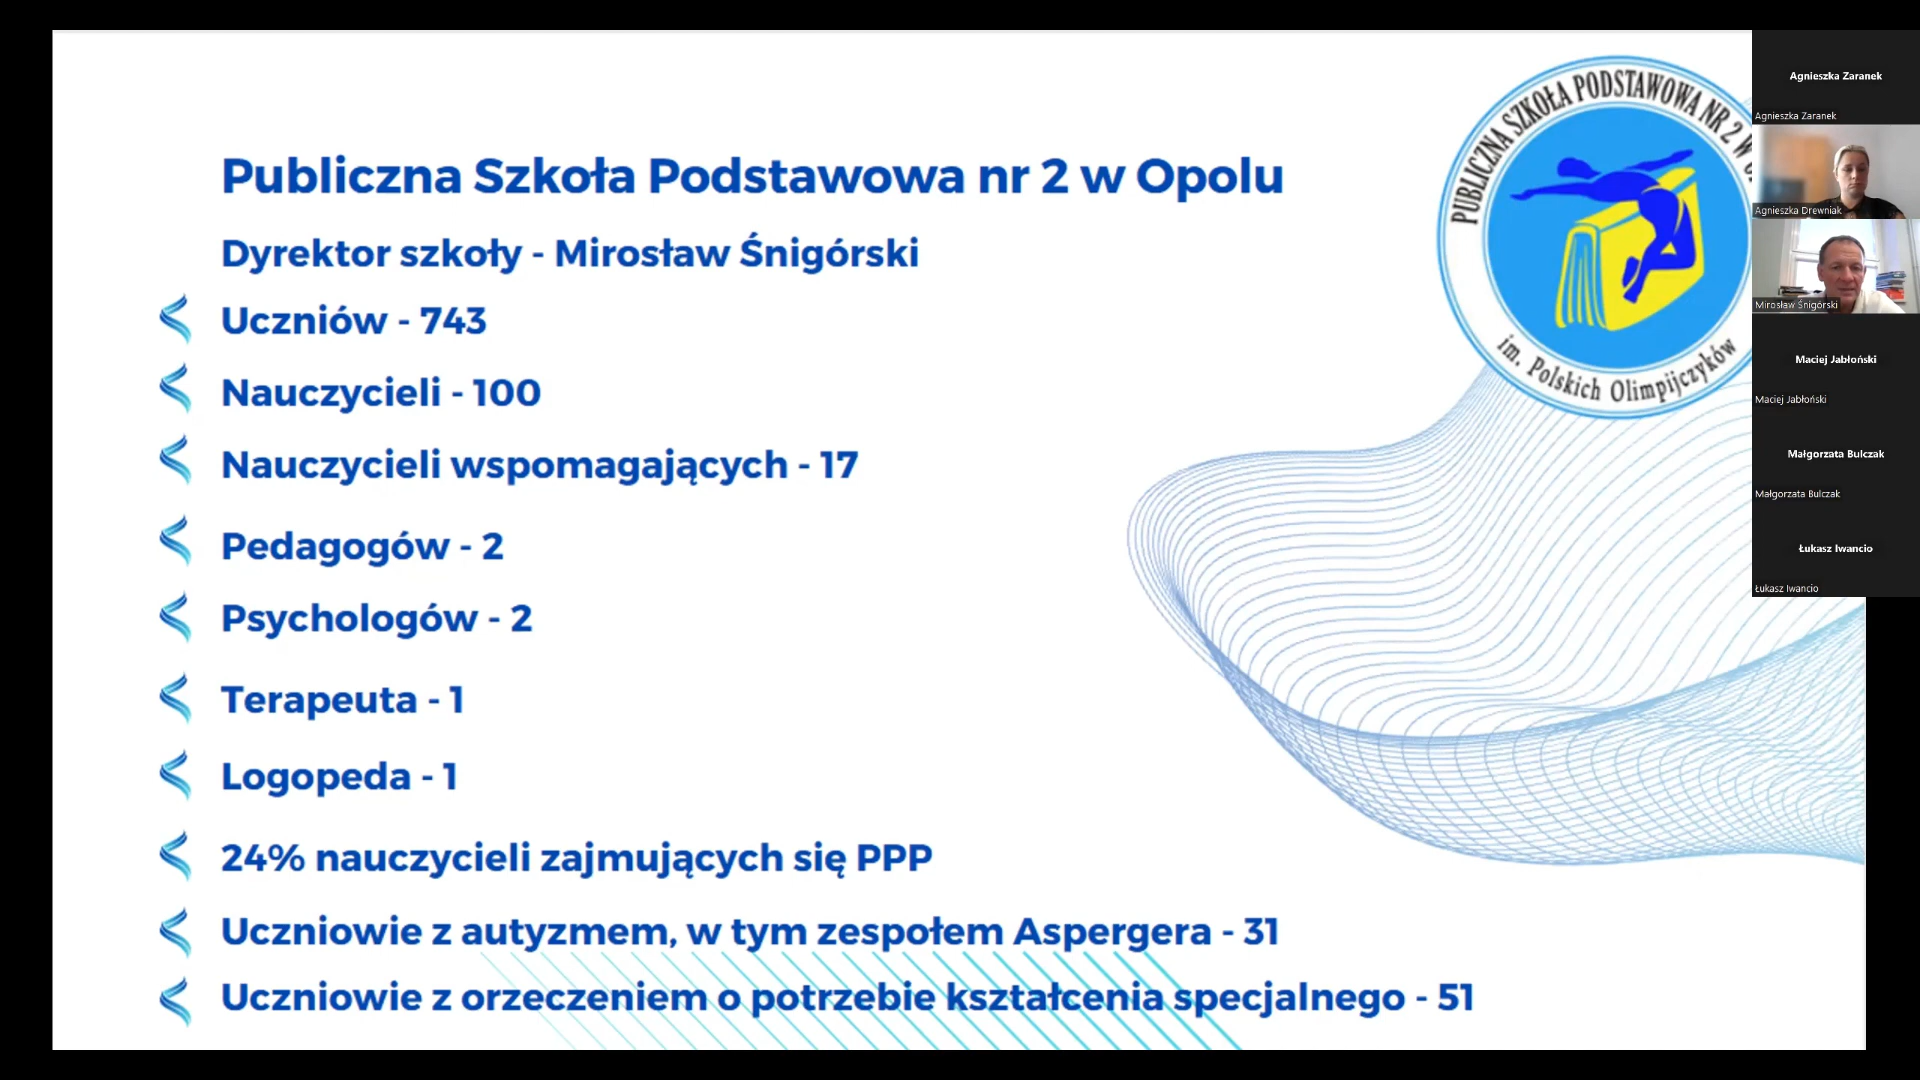 Publiczna Szkoła Podstawowa nr 2 w Opolu
Dyrektor szkoły - Mirosław Śnigórski
Uczniów - 743
Nauczycieli - 100
Nauczycieli wspomagających - 17
Pedagogów - 2
Psychologów - 2
Terapeuta - 1
Logopeda - 1
24% nauczycieli zajmujących się PPP
Uczniowie z autyzmem, w tym zespołem Aspergera - 31
Uczniowie z orzeczeniem o potrzebie kształcenia specjalnego - 51
PUBLICZNA SZKOŁA PODSTAWOWA NR 2 W
im. Polskich Olimpijczyków
Agnieszka Zaranek
Agnieszka Zaranek
Agnieszka Drewniak
Mirosław Śnigórski
Maciej Jabłoński
Maciej Jabłoński
Małgorzata Bulczak
Małgorzata Bulczak
Łukasz Iwancio
Łukasz Iwancio